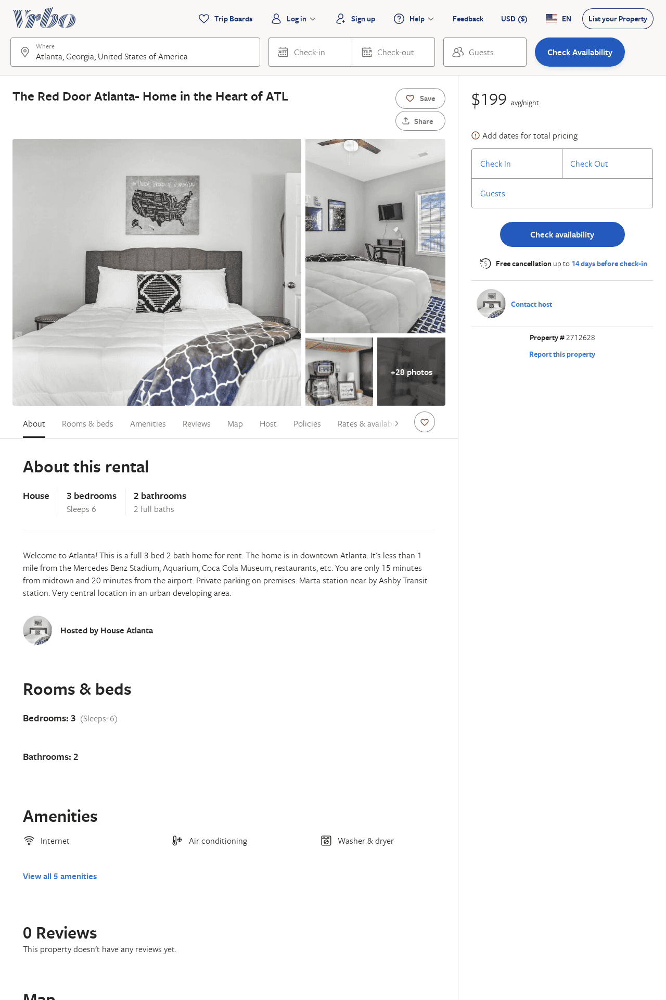 Vrbo
Trip Boards
Log in
Sign up
Help
Feedback
USD ($)
EN
List your Property
Where
Atlanta, Georgia, United States of America
Check-in
Check-out
Guests
Check Availability
The Red Door Atlanta- Home in the Heart of ATL
Save
Share
the United States of America
+28 photos
$199 avg/night
Add dates for total pricing
Check In
Check Out
Guests
Check availability
Free cancellation up to 14 days before check-in
Contact host
Property # 2712628
Report this property
About
Rooms & beds
Amenities
Reviews
Map
Host
Policies
Rates & availab
About this rental
House
3 bedrooms
Sleeps 6
2 bathrooms
2 full baths
Welcome to Atlanta! This is a full 3 bed 2 bath home for rent. The home is in downtown Atlanta. It's less than 1
mile from the Mercedes Benz Stadium, Aquarium, Coca Cola Museum, restaurants, etc. You are only 15 minutes
from midtown and 20 minutes from the airport. Private parking on premises. Marta station near by Ashby Transit
station. Very central location in an urban developing area.
Hosted by House Atlanta
Rooms & beds
Bedrooms: 3 (Sleeps: 6)
Bathrooms: 2
Amenities
Internet
Air conditioning
Washer & dryer
View all 5 amenities
0 Reviews
This property doesn't have any reviews yet.
Map